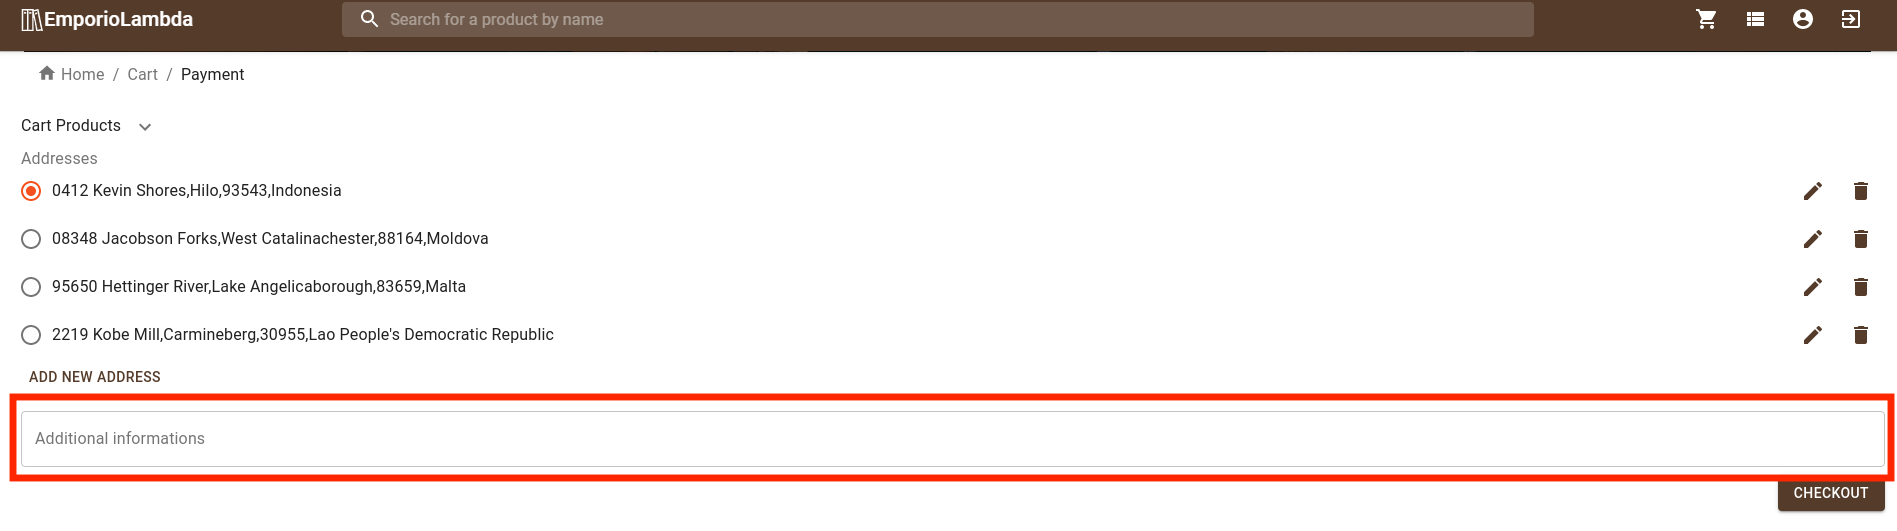 EmporioLambda
Search for a product by name
Home / Cart / Payment
Cart Products
Addresses
0412 Kevin Shores,Hilo,93543,Indonesia
08348 Jacobson Forks,West Catalinachester,88164,Moldova
95650 Hettinger River,Lake Angelicaborough,83659,Malta
2219 Kobe Mill,Carmineberg,30955,Lao People's Democratic Republic
ADD NEW ADDRESS
Additional informations
CHECKOUT